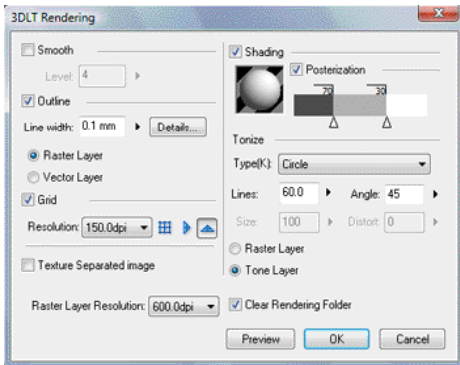 3DLT Rendering
Smooth
Level: 4
Outline
Line width: 0.1 mm Details...
Raster Layer
Vector Layer
Grid
Resolution: 150.0dpi
Texture Separated image
Raster Layer Resolution: 600.0dpi
Shading
Posterization
70 30
Tonize
Type(K): Circle
Lines: 60.0 Angle: 45
Size: 100 Distort: 0
Raster Layer
Tone Layer
Clear Rendering Folder
Preview OK Cancel